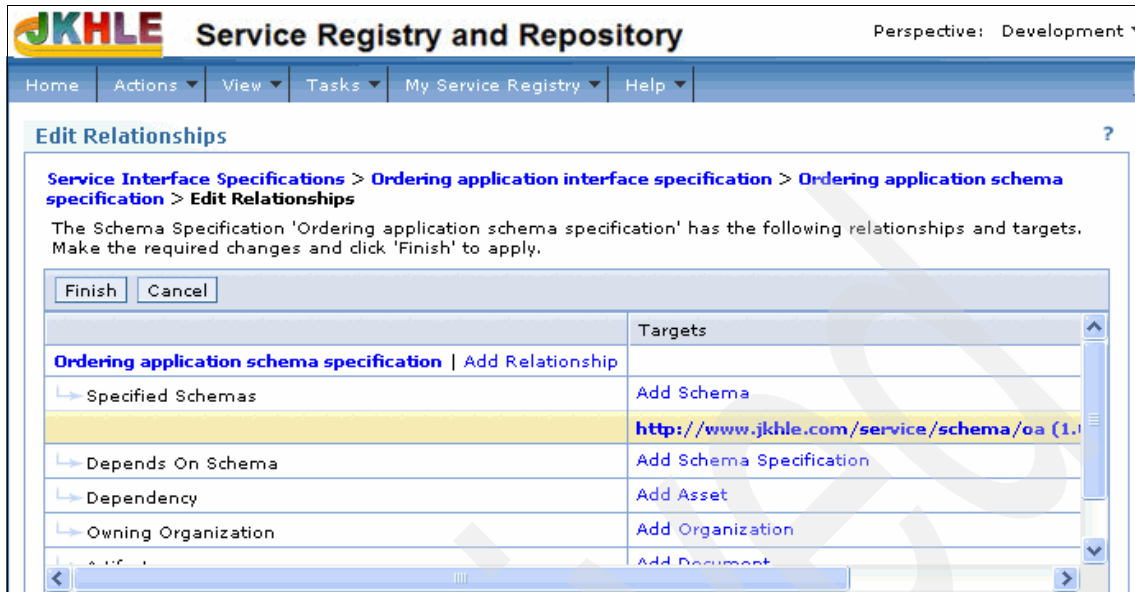 JKHLE Service Registry and Repository Perspective: Development
Home Actions View Tasks My Service Registry Help
Edit Relationships ?
Service Interface Specifications > Ordering application interface specification > Ordering application schema
specification > Edit Relationships
The Schema Specification 'Ordering application schema specification' has the following relationships and targets.
Make the required changes and click 'Finish' to apply.
Finish Cancel
Targets
Ordering application schema specification | Add Relationship
Specified Schemas Add Schema
http://www.jkhle.com/service/schema/oa (1.
Depends On Schema Add Schema Specification
Dependency Add Asset
Owning Organization Add Organization
Add Document